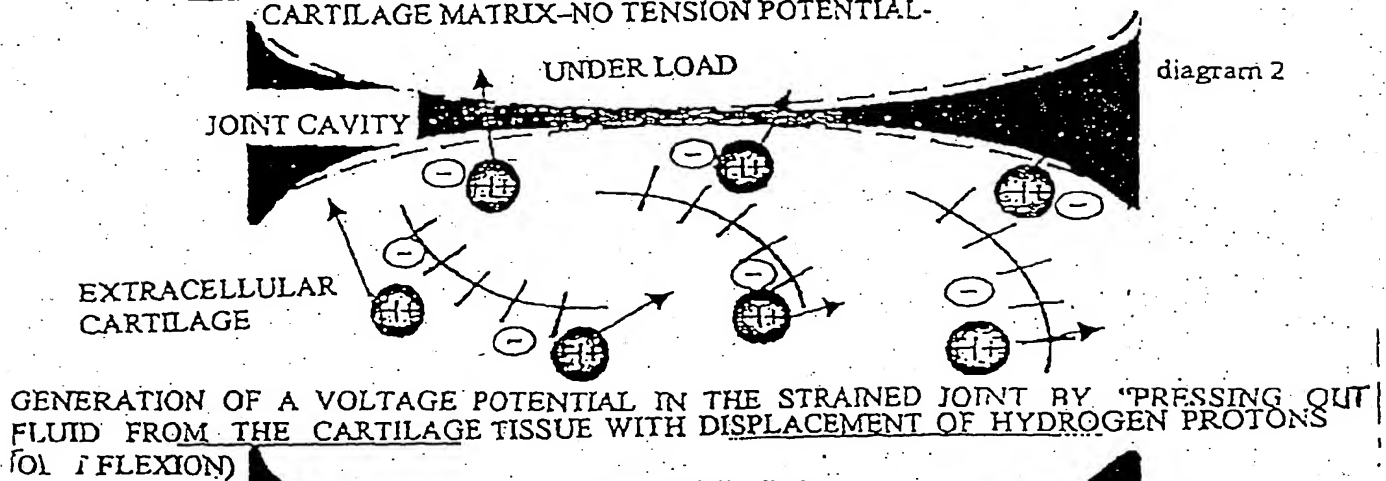 CARTILAGE MATRIX–NO TENSION POTENTIAL-
UNDER LOAD
diagram 2
JOINT CAVITY
EXTRACELLULAR
CARTILAGE
GENERATION OF A VOLTAGE POTENTIAL IN THE STRAINED JOINT BY "PRESSING OUT
FLUID FROM THE CARTILAGE TISSUE WITH DISPLACEMENT OF HYDROGEN PROTONS
FLEXION)